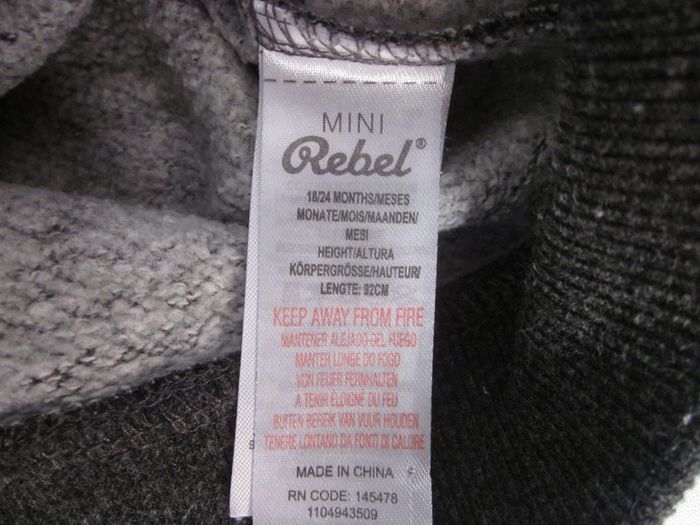 MINI
Rebel®
18/24 MONTHS/MESES
MONATE/MOIS/MAANDEN/
MESI
HEIGHT/ALTURA
KÖRPERGRÖSSE/HAUTEUR/
LENGTE: 92CM
KEEP AWAY FROM FIRE
MANTENER ALEJADO DEL FUEGO
MANTER LONGE DO FOGO
VON FEUER FERNHALTEN
A TENIR ÉLOIGNÉ DU FEU
BUITEN BEREIK VAN VUUR HOUDEN
TENERE LONTANO DA FONTI DI CALORE
MADE IN CHINA
RN CODE: 145478
1104943509